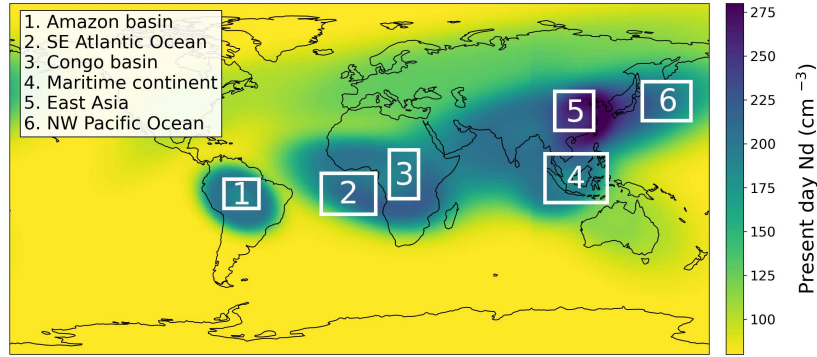 1. Amazon basin
2. SE Atlantic Ocean
3. Congo basin
4. Maritime continent
5. East Asia
6. NW Pacific Ocean
1
2
3
4
5
6
275
250
225
200
175
150
125
100
Present day Nd (cm⁻³)